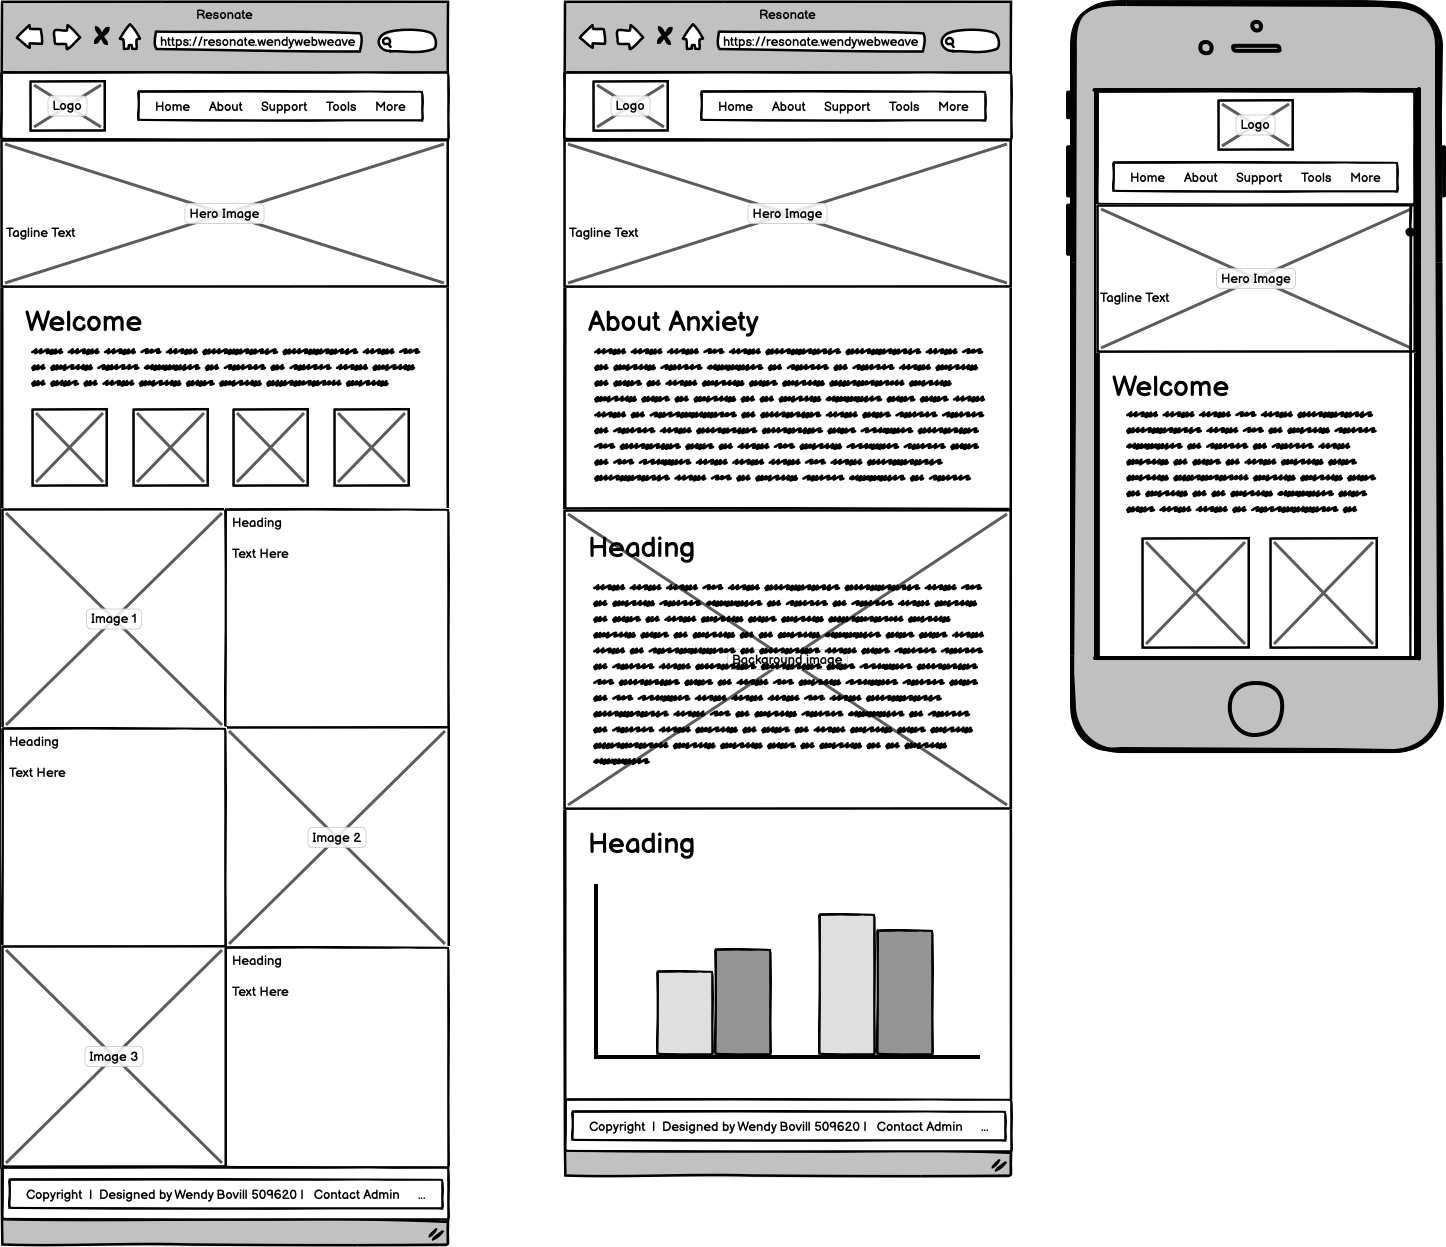 Resonate
https://resonate.wendywebweave
Logo
Home About Support Tools More
Hero Image
Tagline Text
Welcome
Image 1
Heading
Text Here
Heading
Text Here
Image 2
Image 3
Heading
Text Here
Copyright | Designed by Wendy Bovill 509620 | Contact Admin ...
Resonate
https://resonate.wendywebweave
Logo
Home About Support Tools More
Hero Image
Tagline Text
About Anxiety
Heading
Background image
Heading
Copyright | Designed by Wendy Bovill 509620 | Contact Admin ...
Logo
Home About Support Tools More
Hero Image
Tagline Text
Welcome